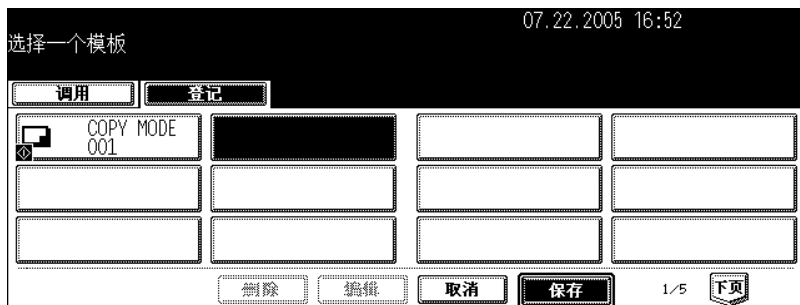 07.22.2005 16:52
选择一个模板
调用 登记
COPY MODE
001
删除 编辑 取消 保存 1/5 下页